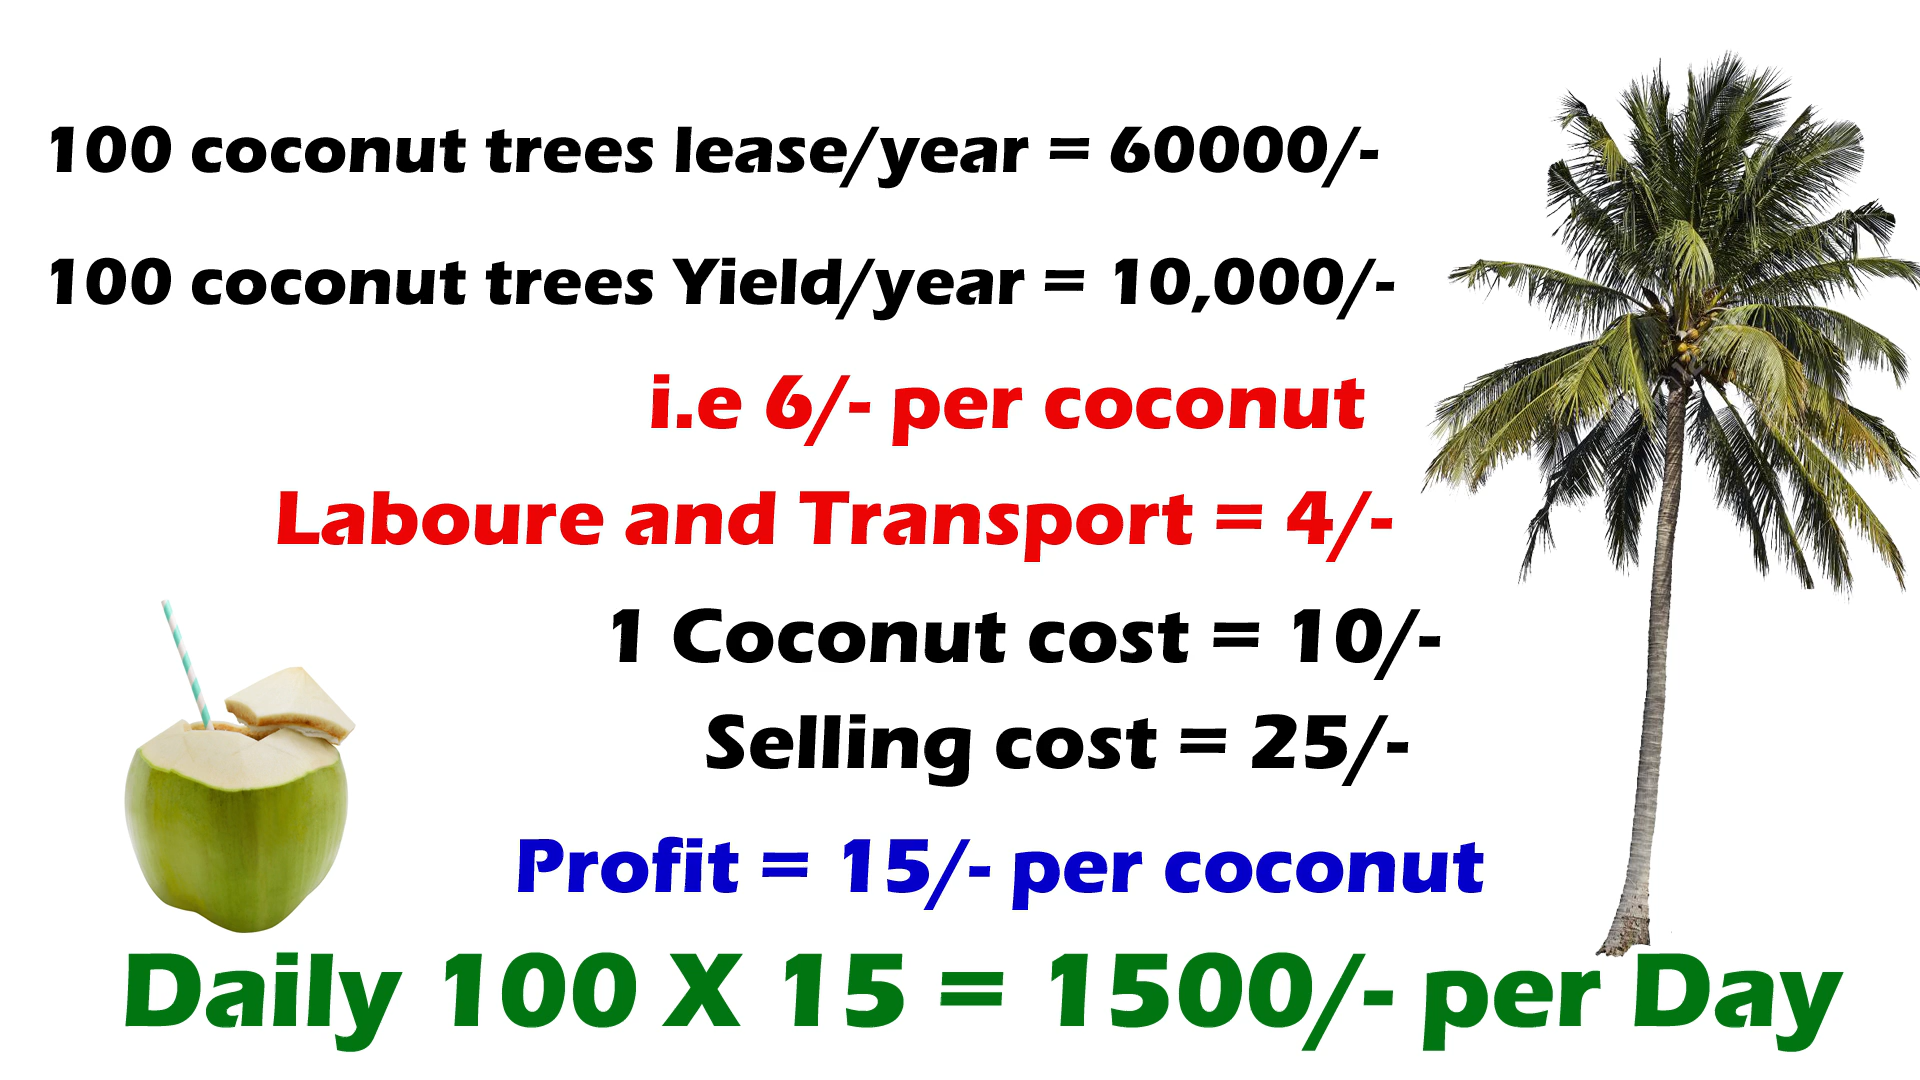 100 coconut trees lease/year = 60000/-
100 coconut trees Yield/year = 10,000/-
i.e 6/- per coconut
Laboure and Transport = 4/-
1 Coconut cost = 10/-
Selling cost = 25/-
Profit = 15/- per coconut
Daily 100 X 15 = 1500/- per Day